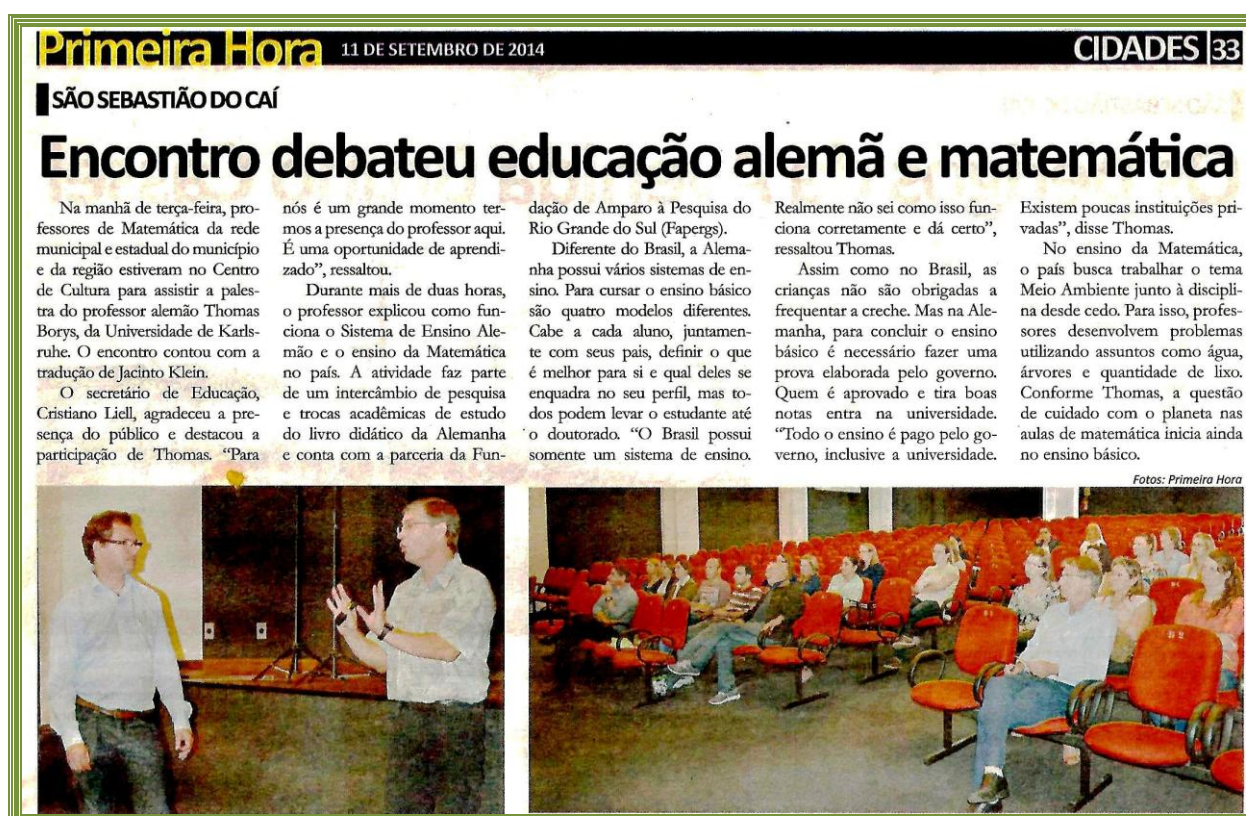 Primeira Hora 11 DE SETEMBRO DE 2014 CIDADES 33
SÃO SEBASTIÃO DO CAÍ
Encontro debateu educação alemã e matemática
Na manhã de terça-feira, pro-
fessores de Matemática da rede
municipal e estadual do município
e da região estiveram no Centro
de Cultura para assistir a pales-
tra do professor alemão Thomas
Borys, da Universidade de Karls-
ruhe. O encontro contou com a
tradução de Jacinto Klein.
O secretário de Educação,
Cristiano Liell, agradeceu a pre-
sença do público e destacou a
participação de Thomas. “Para
nós é um grande momento ter-
mos a presença do professor aqui.
É uma oportunidade de aprendi-
zado”, ressaltou.
Durante mais de duas horas,
o professor explicou como fun-
ciona o Sistema de Ensino Ale-
mão e o ensino da Matemática
no país. A atividade faz parte
de um intercâmbio de pesquisa
e trocas acadêmicas de estudo
do livro didático da Alemanha
e conta com a parceria da Fun-
dação de Amparo à Pesquisa do
Rio Grande do Sul (Fapergs).
Diferente do Brasil, a Alema-
nha possui vários sistemas de en-
sino. Para cursar o ensino básico
são quatro modelos diferentes.
Cabe a cada aluno, juntamen-
te com seus pais, definir o que
é melhor para si e qual deles se
enquadra no seu perfil, mas to-
dos podem levar o estudante até
o doutorado. “O Brasil possui
somente um sistema de ensino.
Realmente não sei como isso fun-
ciona corretamente e dá certo”,
ressaltou Thomas.
Assim como no Brasil, as
crianças não são obrigadas a
frequentar a creche. Mas na Ale-
manha, para concluir o ensino
básico é necessário fazer uma
prova elaborada pelo governo.
Quem é aprovado e tira boas
notas entra na universidade.
“Todo o ensino é pago pelo go-
verno, inclusive a universidade.
Existem poucas instituições pri-
vadas”, disse Thomas.
No ensino da Matemática,
o país busca trabalhar o tema
Meio Ambiente junto à discipli-
na desde cedo. Para isso, profes-
sores desenvolvem problemas
utilizando assuntos como água,
árvores e quantidade de lixo.
Conforme Thomas, a questão
de cuidado com o planeta nas
aulas de matemática inicia ainda
no ensino básico.
Fotos: Primeira Hora